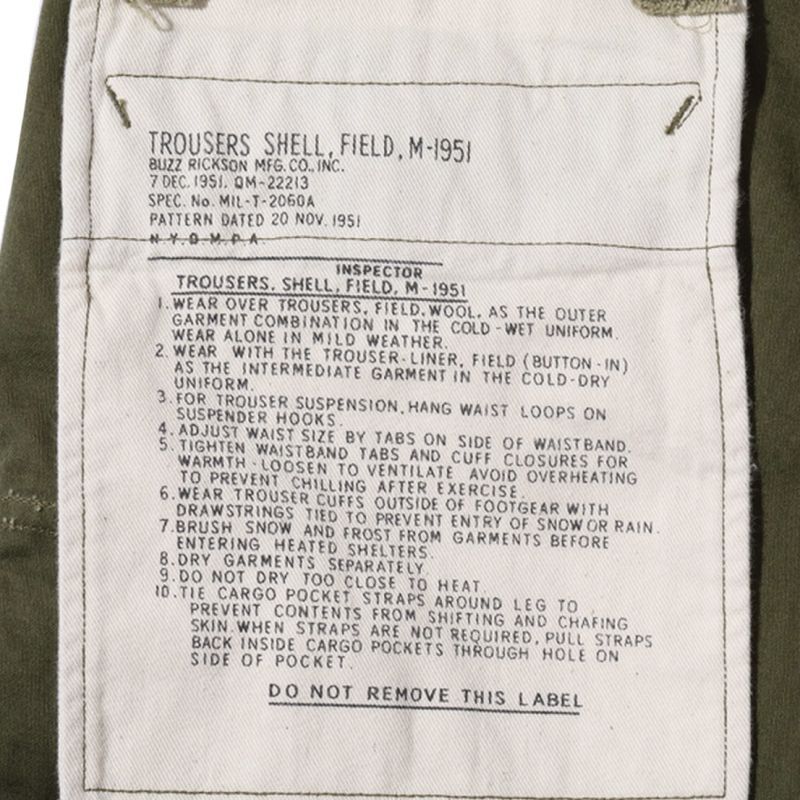 TROUSERS SHELL, FIELD, M-1951
BUZZ RICKSON MFG. CO., INC.
7 DEC. 1951. QM-22213
SPEC. No. MIL-T-2060A
PATTERN DATED 20 NOV. 1951
N.Y.Q.M.P.A.
INSPECTOR
TROUSERS, SHELL, FIELD, M-1951
1. WEAR OVER TROUSERS, FIELD, WOOL, AS THE OUTER
GARMENT COMBINATION IN THE COLD-WET UNIFORM.
WEAR ALONE IN MILD WEATHER.
2. WEAR WITH THE TROUSER-LINER, FIELD (BUTTON-IN)
AS THE INTERMEDIATE GARMENT IN THE COLD-DRY
UNIFORM.
3. FOR TROUSER SUSPENSION, HANG WAIST LOOPS ON
SUSPENDER HOOKS.
4. ADJUST WAIST SIZE BY TABS ON SIDE OF WAISTBAND.
5. TIGHTEN WAISTBAND TABS AND CUFF CLOSURES FOR
WARMTH-LOOSEN TO VENTILATE AVOID OVERHEATING
TO PREVENT CHILLING AFTER EXERCISE.
6. WEAR TROUSER CUFFS OUTSIDE OF FOOTGEAR WITH
DRAWSTRINGS TIED TO PREVENT ENTRY OF SNOW OR RAIN.
7. BRUSH SNOW AND FROST FROM GARMENTS BEFORE
ENTERING HEATED SHELTERS.
8. DRY GARMENTS SEPARATELY.
9. DO NOT DRY TOO CLOSE TO HEAT
10. TIE CARGO POCKET STRAPS AROUND LEG TO
PREVENT CONTENTS FROM SHIFTING AND CHAFING
SKIN. WHEN STRAPS ARE NOT REQUIRED, PULL STRAPS
BACK INSIDE CARGO POCKETS THROUGH HOLE ON
SIDE OF POCKET.
DO NOT REMOVE THIS LABEL